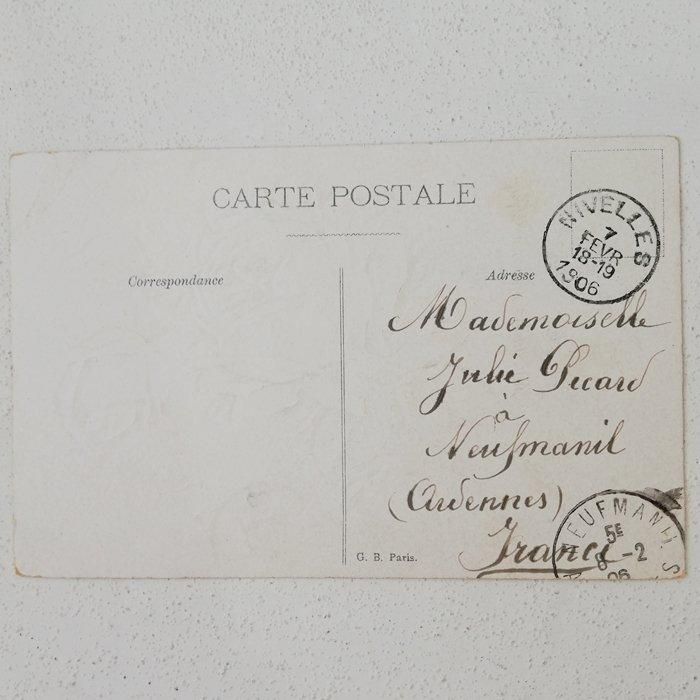 CARTE POSTALE
NIVELLES
7
FEVR
18-19
1906
Correspondance
Adresse
Mademoiselle
Julie Picard
à
Neufmanil
(Ardennes)
France
G. B. Paris.
NEUFMANIL S
5E
8 -2
06